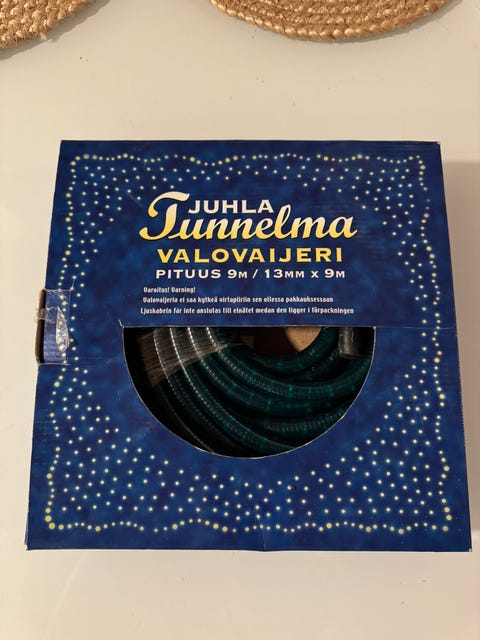 JUHLA
Tunnelma
VALOVAIJERI
PITUUS 9M / 13MM X 9M
Varoitus! Varning!
Valovaijeria ei saa kytkeä virtapiiriin sen ollessa pakkauksessaan
Ljuskabeln får inte anslutas till elnätet medan den ligger i förpackningen